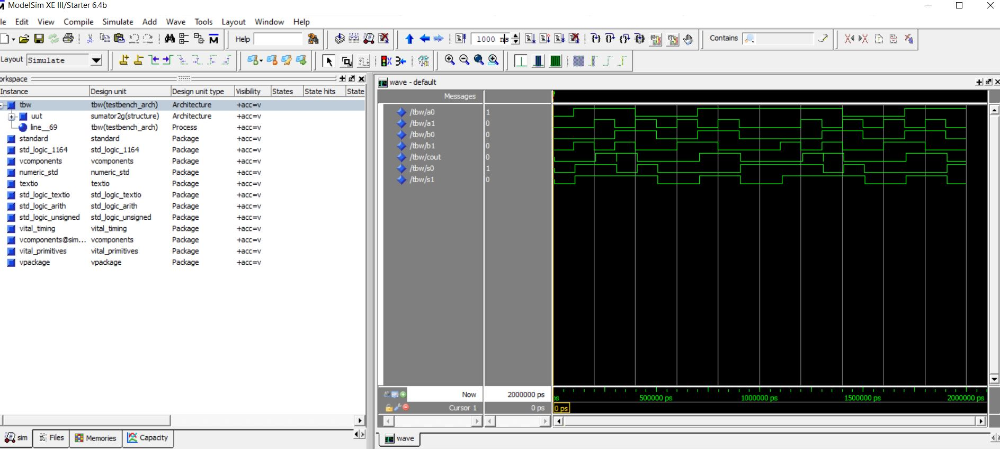 ModelSim XE III/Starter 6.4b
le Edit View Compile Simulate Add Wave Tools Layout Window Help
Help 1000 ns Contains
Layout Simulate
orkspace
Instance Design unit Design unit type Visibility States State hits State
tbw tbw(testbench_arch) Architecture +acc=v
uut sumator2g(structure) Architecture +acc=v
line__69 tbw(testbench_arch) Process +acc=v
standard standard Package +acc=v
std_logic_1164 std_logic_1164 Package +acc=v
vcomponents vcomponents Package +acc=v
numeric_std numeric_std Package +acc=v
textio textio Package +acc=v
std_logic_textio std_logic_textio Package +acc=v
std_logic_arith std_logic_arith Package +acc=v
std_logic_unsigned std_logic_unsigned Package +acc=v
vital_timing vital_timing Package +acc=v
vcomponents@sim... vcomponents Package +acc=v
vital_primitives vital_primitives Package +acc=v
vpackage vpackage Package +acc=v
sim Files Memories Capacity
wave - default
Messages
/tbw/a0 1
/tbw/a1 0
/tbw/b0 0
/tbw/b1 0
/tbw/cout 0
/tbw/s0 1
/tbw/s1 0
Now 2000000 ps ps 500000 ps 1000000 ps 1500000 ps 2000000 ps
Cursor 1 0 ps 0 ps
wave